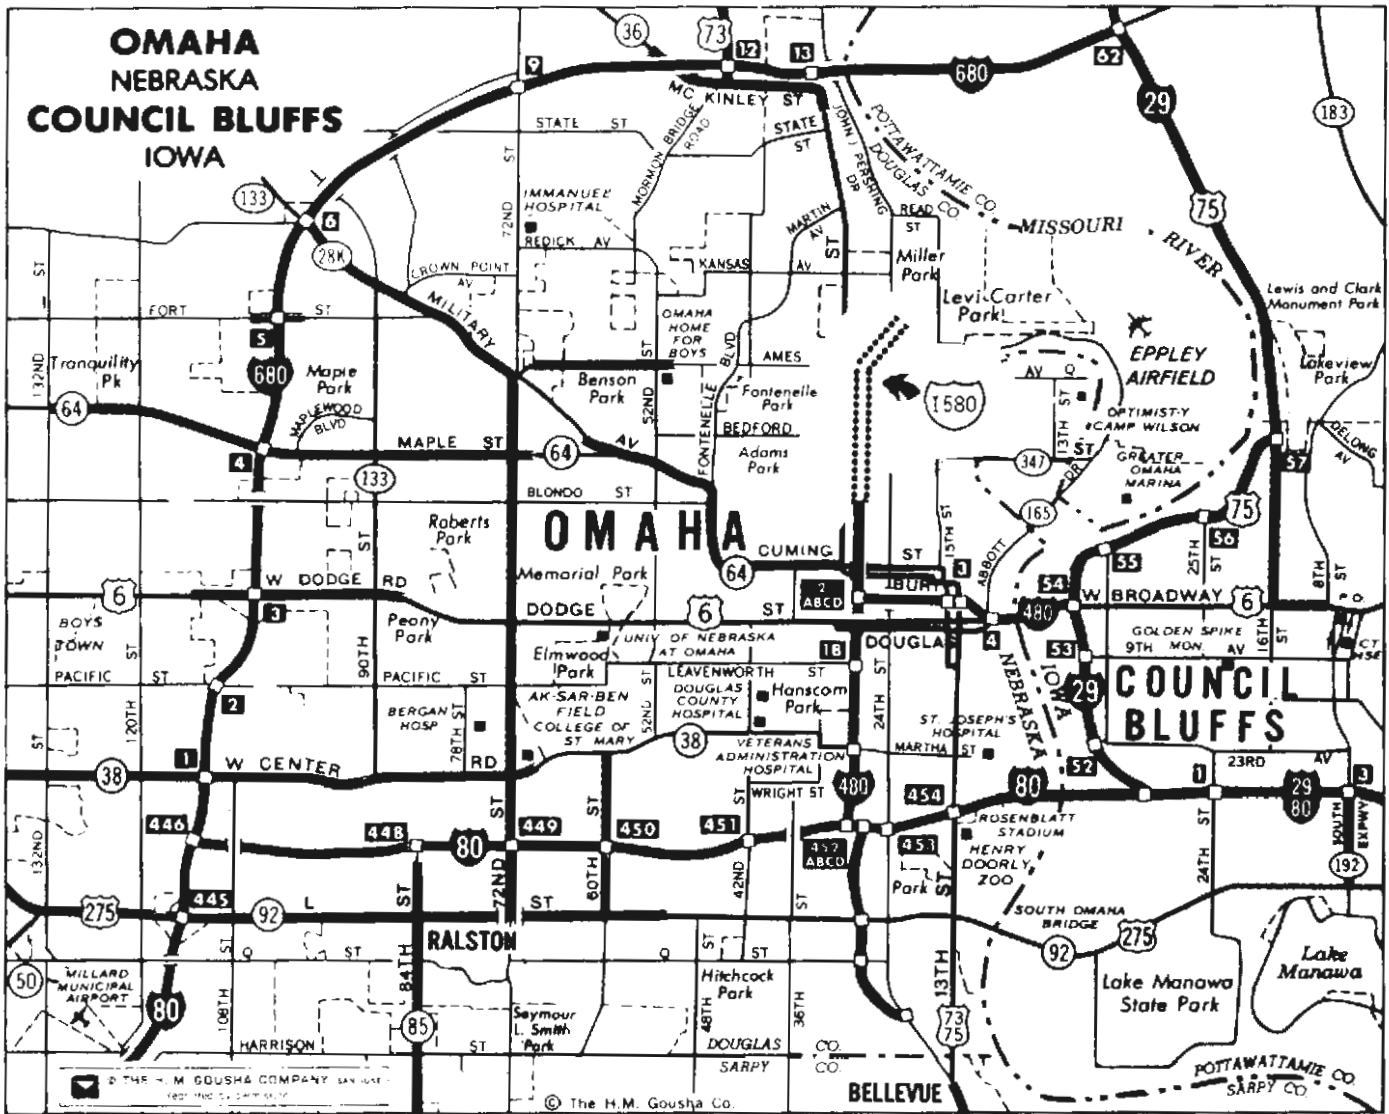 OMAHA
NEBRASKA
COUNCIL BLUFFS
IOWA
36
73
12
13
62
9
680
29
183
MC KINLEY ST
STATE ST
STATE ST
MORMON BRIDGE ROAD
JOHN J PERSHING DR
POTTAWATTAMIE CO.
DOUGLAS CO.
133
6
28K
72ND ST
IMMANUEL HOSPITAL
REDICK AV
MARTIN AV
READ ST
MISSOURI RIVER
75
CROWN POINT AV
KANSAS AV
ST
Miller Park
132ND ST
FORT ST
MILITARY
OMAHA HOME FOR BOYS
Levi Carter Park
Lewis and Clark Monument Park
5
680
Tranquility Pk
Maple Park
MAPLEWOOD BLVD
AMES
BLVD
Benson Park
52ND ST
FONTENELLE
Fontenelle Park
I580
AV Q
EPPLEY AIRFIELD
Lakeview Park
64
4
MAPLE ST
64
AV
BEDFORD
Adams Park
13TH ST
OPTIMIST-Y CAMP WILSON
DELONG AV
57
133
347
ST
GREATER OMAHA MARINA
BLONDO ST
165
DR
ABBOTT
75
56
Roberts Park
OMAHA
CUMING ST
15TH ST
3
55
25TH ST
8TH ST
90TH ST
Memorial Park
64
2 ABCD
BURT
54
6
W DODGE RD
DODGE ST
6
480
W BROADWAY
6
P.O.
3
BOYS TOWN
Peony Park
UNIV OF NEBRASKA AT OMAHA
1B
DOUGLA
4
GOLDEN SPIKE MON.
9TH AV
16TH ST
CT HSE
53
Elmwood Park
PACIFIC ST
PACIFIC ST
LEAVENWORTH ST
NEBRASKA
IOWA
120TH ST
2
AK-SAR-BEN FIELD
COLLEGE OF ST MARY
DOUGLAS COUNTY HOSPITAL
Hanscom Park
24TH ST
29
COUNCIL BLUFFS
BERGAN HOSP
78TH ST
52ND ST
ST. JOSEPH'S HOSPITAL
MARTHA ST
38
VETERANS ADMINISTRATION HOSPITAL
52
23RD AV
38
1
W CENTER RD
WRIGHT ST
480
454
80
1
29
80
3
446
448
80
449
450
451
452 ABCD
453
ROSENBLATT STADIUM
HENRY DOORLY ZOO
SOUTH EXPWY
192
132ND
72ND ST
60TH ST
42ND ST
Park
24TH ST
275
445
92
L ST
ST
SOUTH OMAHA BRIDGE
RALSTON
92
275
50
MILLARD MUNICIPAL AIRPORT
Q ST
Q ST
84TH ST
48TH ST
36TH ST
13TH ST
Hitchcock Park
Lake Manawa
Lake Manawa State Park
80
108TH ST
85
Seymour L. Smith Park
73
75
HARRISON ST
DOUGLAS CO.
SARPY CO.
POTTAWATTAMIE CO.
SARPY CO.
BELLEVUE
© THE H.M. GOUSHA COMPANY SAN JOSE
© The H.M. Gousha Co.